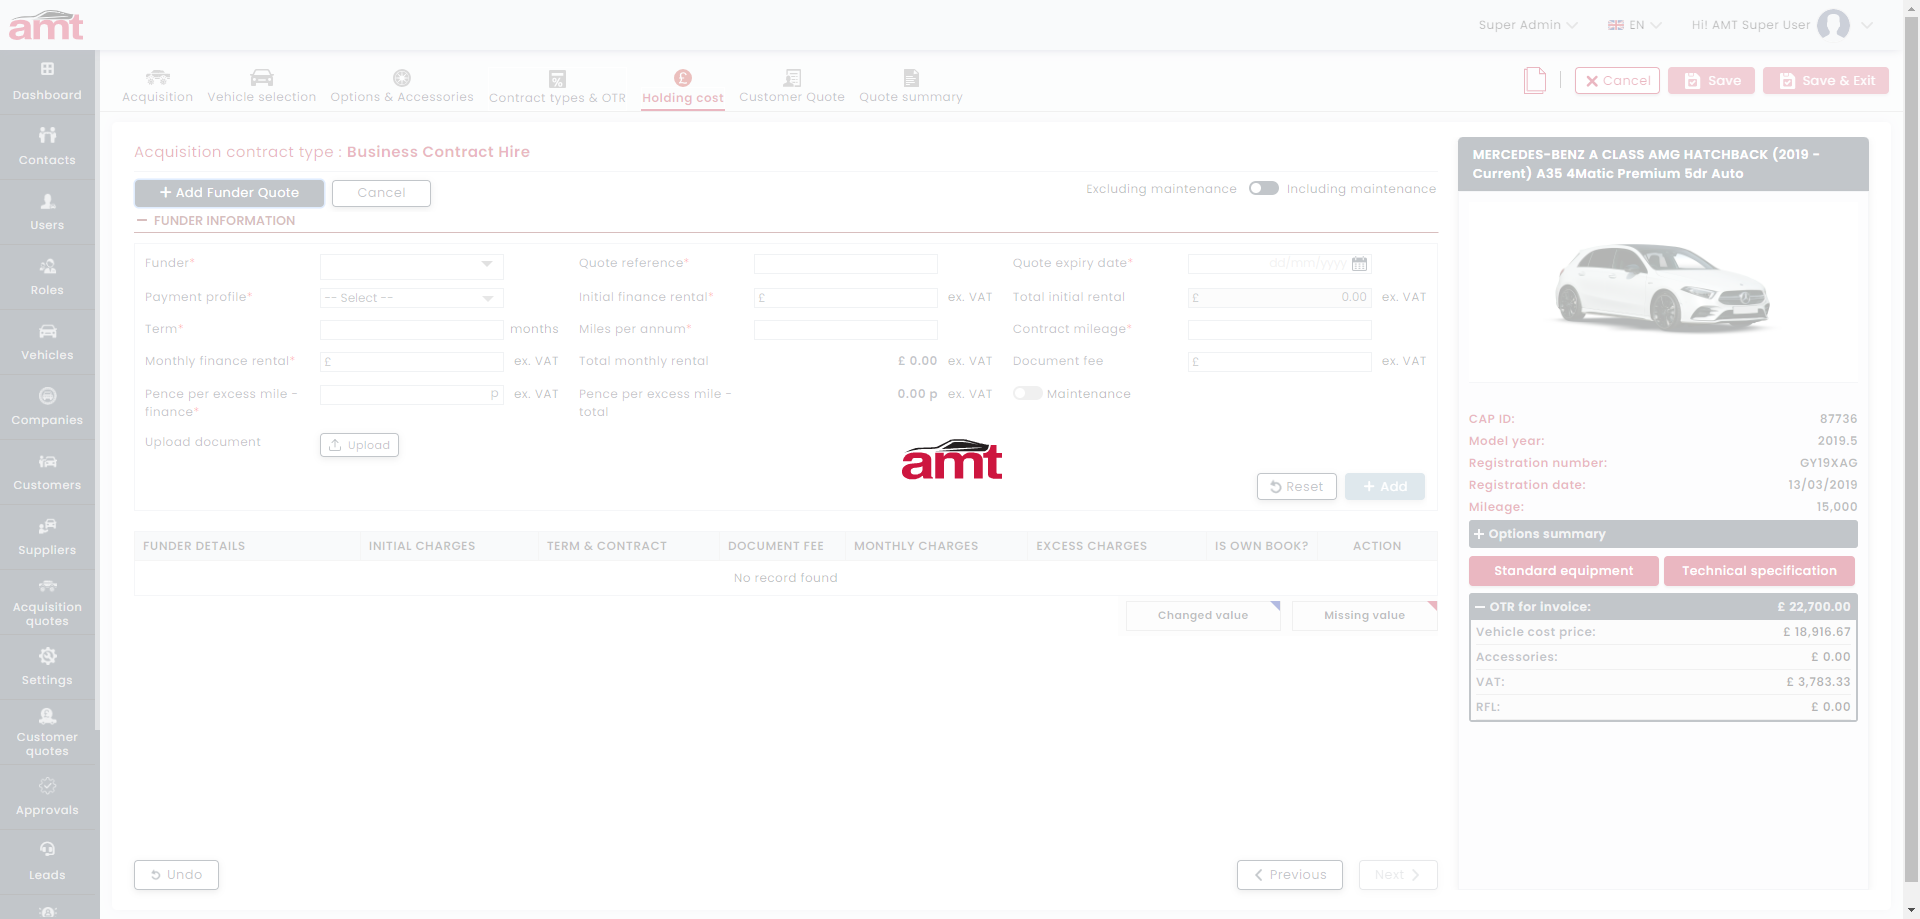 amt
Super Admin
EN
Hi! AMT Super User
Dashboard
Contacts
Users
Roles
Vehicles
Companies
Customers
Suppliers
Acquisition
quotes
Settings
Customer
quotes
Approvals
Leads
Acquisition
Vehicle selection
Options & Accessories
Contract types & OTR
Holding cost
Customer Quote
Quote summary
Cancel
Save
Save & Exit
Acquisition contract type : Business Contract Hire
+ Add Funder Quote
Cancel
Excluding maintenance
Including maintenance
FUNDER INFORMATION
Funder*
Quote reference*
Quote expiry date*
dd/mm/yyyy
Payment profile*
-- Select --
Initial finance rental*
£
ex. VAT
Total initial rental
£ 0.00 ex. VAT
Term*
months
Miles per annum*
Contract mileage*
Monthly finance rental*
£
ex. VAT
Total monthly rental
£ 0.00 ex. VAT
Document fee
£
ex. VAT
Pence per excess mile -
finance*
p ex. VAT
Pence per excess mile -
total
0.00 p ex. VAT
Maintenance
Upload document
Upload
amt
Reset
+ Add
FUNDER DETAILS
INITIAL CHARGES
TERM & CONTRACT
DOCUMENT FEE
MONTHLY CHARGES
EXCESS CHARGES
IS OWN BOOK?
ACTION
No record found
Changed value
Missing value
Undo
Previous
Next
MERCEDES-BENZ A CLASS AMG HATCHBACK (2019 -
Current) A35 4Matic Premium 5dr Auto
CAP ID: 87736
Model year: 2019.5
Registration number: GY19XAG
Registration date: 13/03/2019
Mileage: 15,000
+ Options summary
Standard equipment
Technical specification
OTR for invoice: £ 22,700.00
Vehicle cost price: £ 18,916.67
Accessories: £ 0.00
VAT: £ 3,783.33
RFL: £ 0.00